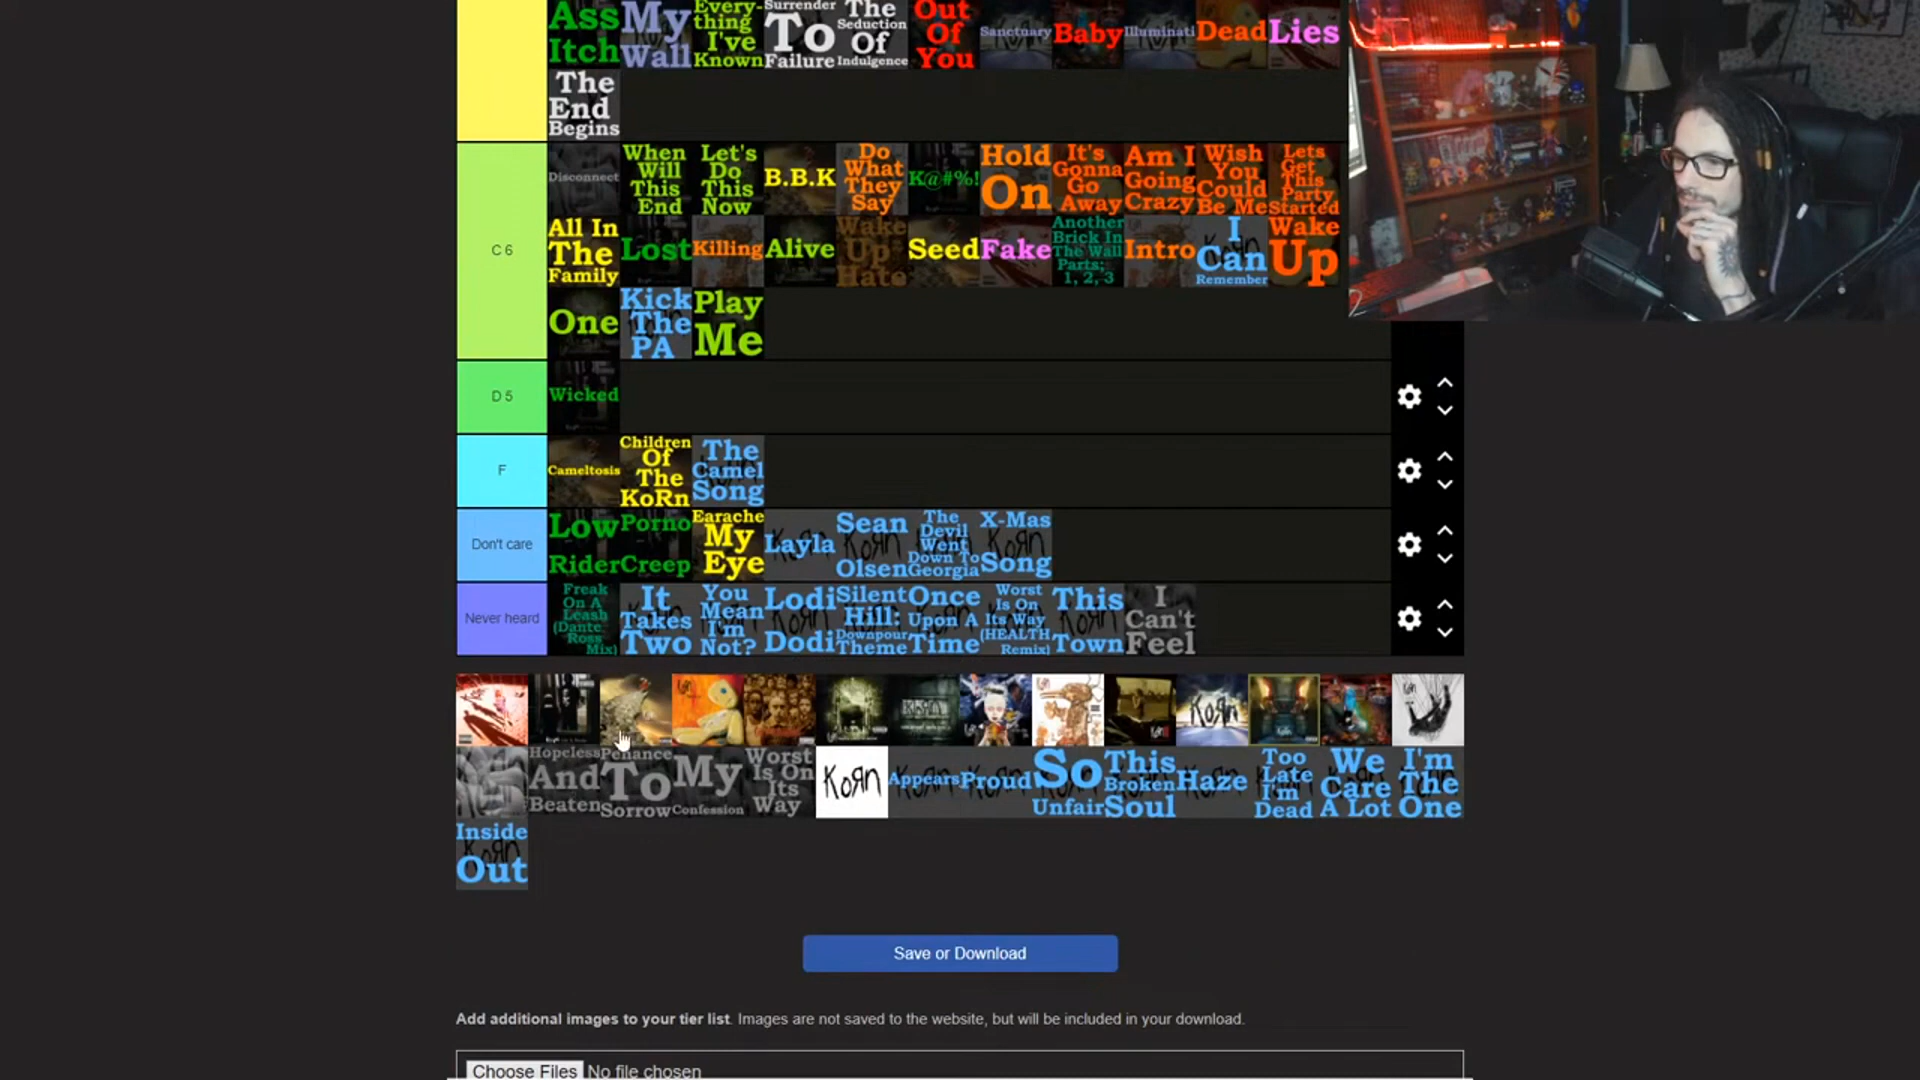 Ass Itch
My Wall
Every-thing I've Known
Surrender To Failure
The Seduction Of Indulgence
Out Of You
Sanctuary
Baby
Illuminati
Dead
Lies
The End Begins
C 6
Disconnect
When Will This End
Let's Do This Now
B.B.K
Do What They Say
K@#%!
Hold On
It's Gonna Go Away
Am I Going Crazy
Wish You Could Be Me
Lets Get This Party Started
All In The Family
Lost
Killing
Alive
Wake Up Hate
Seed
Fake
Another Brick In The Wall Parts; 1, 2, 3
Intro
I Can Remember
Wake Up
One
Kick The PA
Play Me
D 5
Wicked
F
Cameltosis
Children Of The KoRn
The Camel Song
Don't care
Low Rider
Porno Creep
Earache My Eye
Layla
Sean Olsen
The Devil Went Down To Georgia
X-Mas Song
Never heard
Freak On A Leash (Dante Ross Mix)
It Takes Two
You Mean I'm Not?
Lodi Dodi
Silent Hill: Downpour Theme
Once Upon A Time
Worst Is On Its Way (HEALTH Remix)
This Town
I Can't Feel
Hopeless And Beaten
Penance To Sorrow
My Confession
Worst Is On Its Way
KoЯn
Appears
Proud
So Unfair
This Broken Soul
Haze
Too Late I'm Dead
We Care A Lot
I'm The One
Inside Out
Save or Download
Add additional images to your tier list. Images are not saved to the website, but will be included in your download.
Choose Files No file chosen